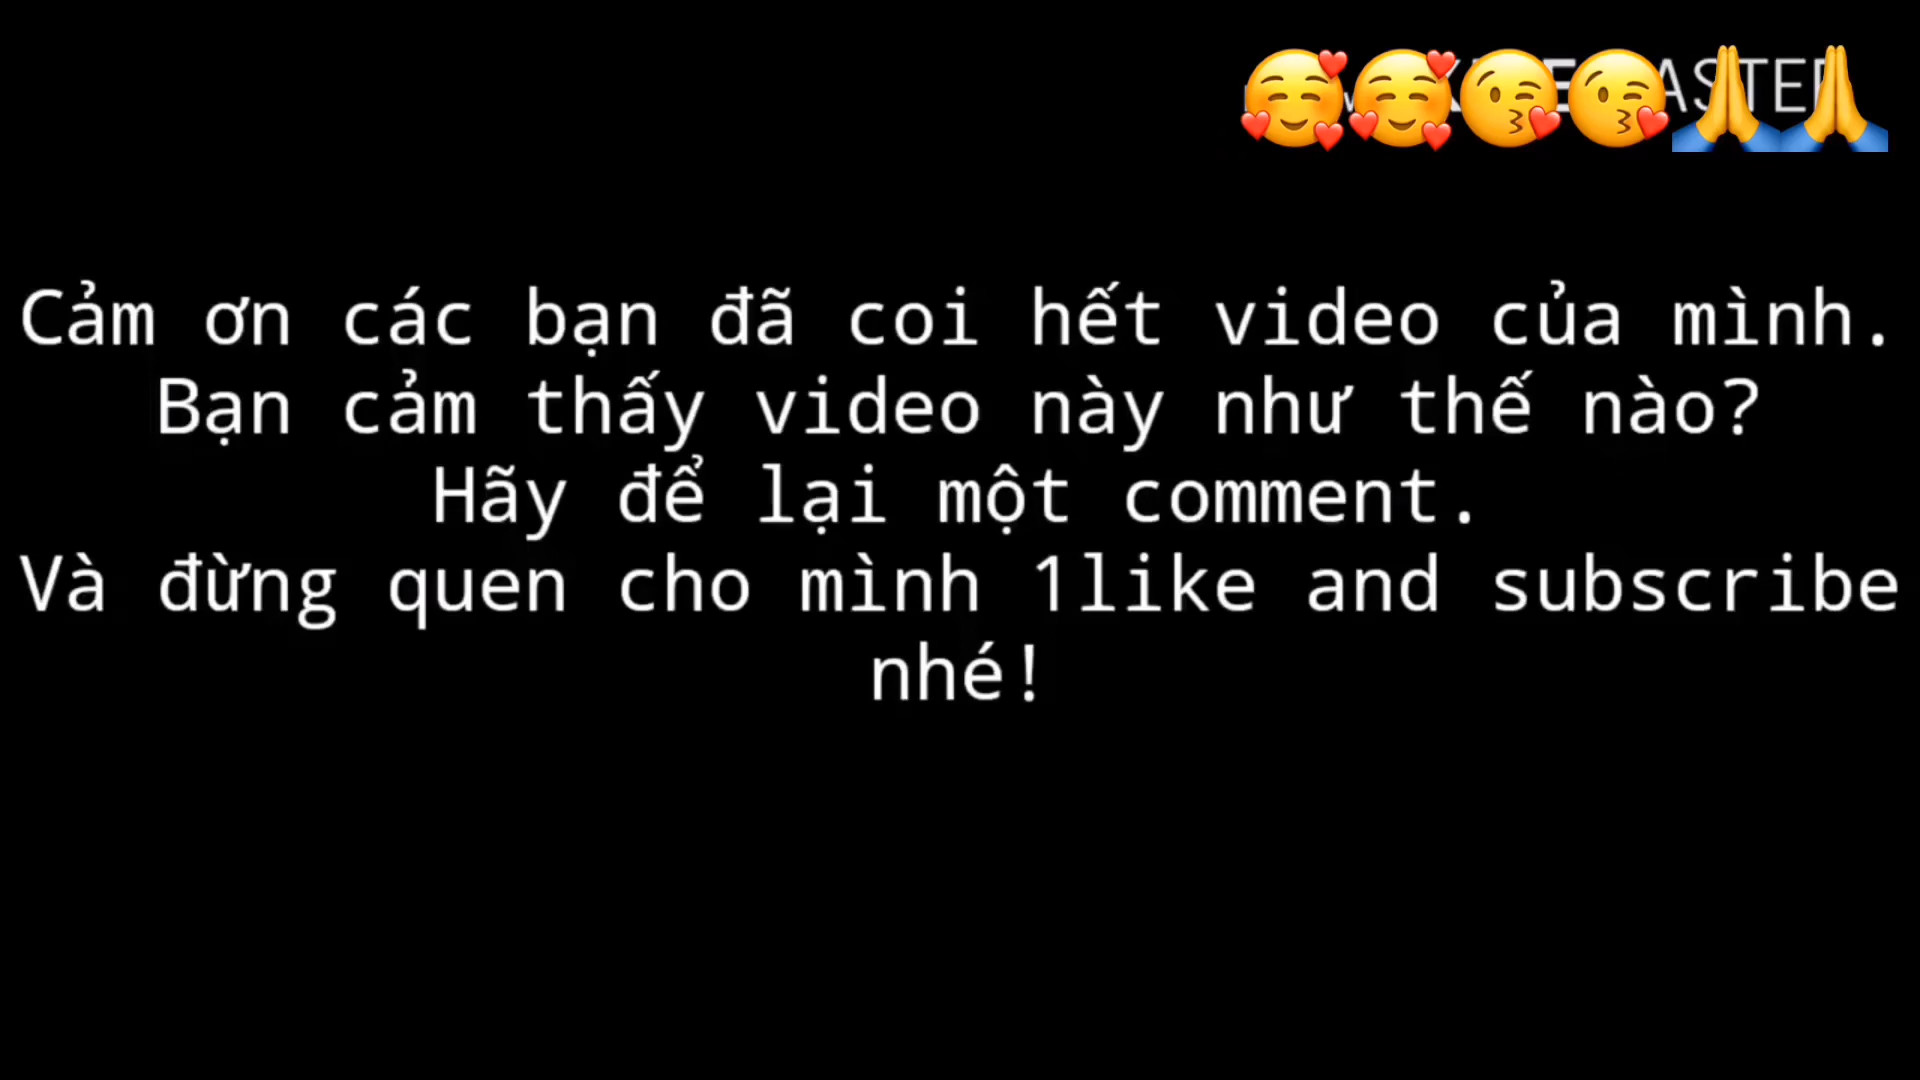 Cảm ơn các bạn đã coi hết video của mình.
Bạn cảm thấy video này như thế nào?
Hãy để lại một comment.
Và đừng quen cho mình 1like and subscribe
nhé!